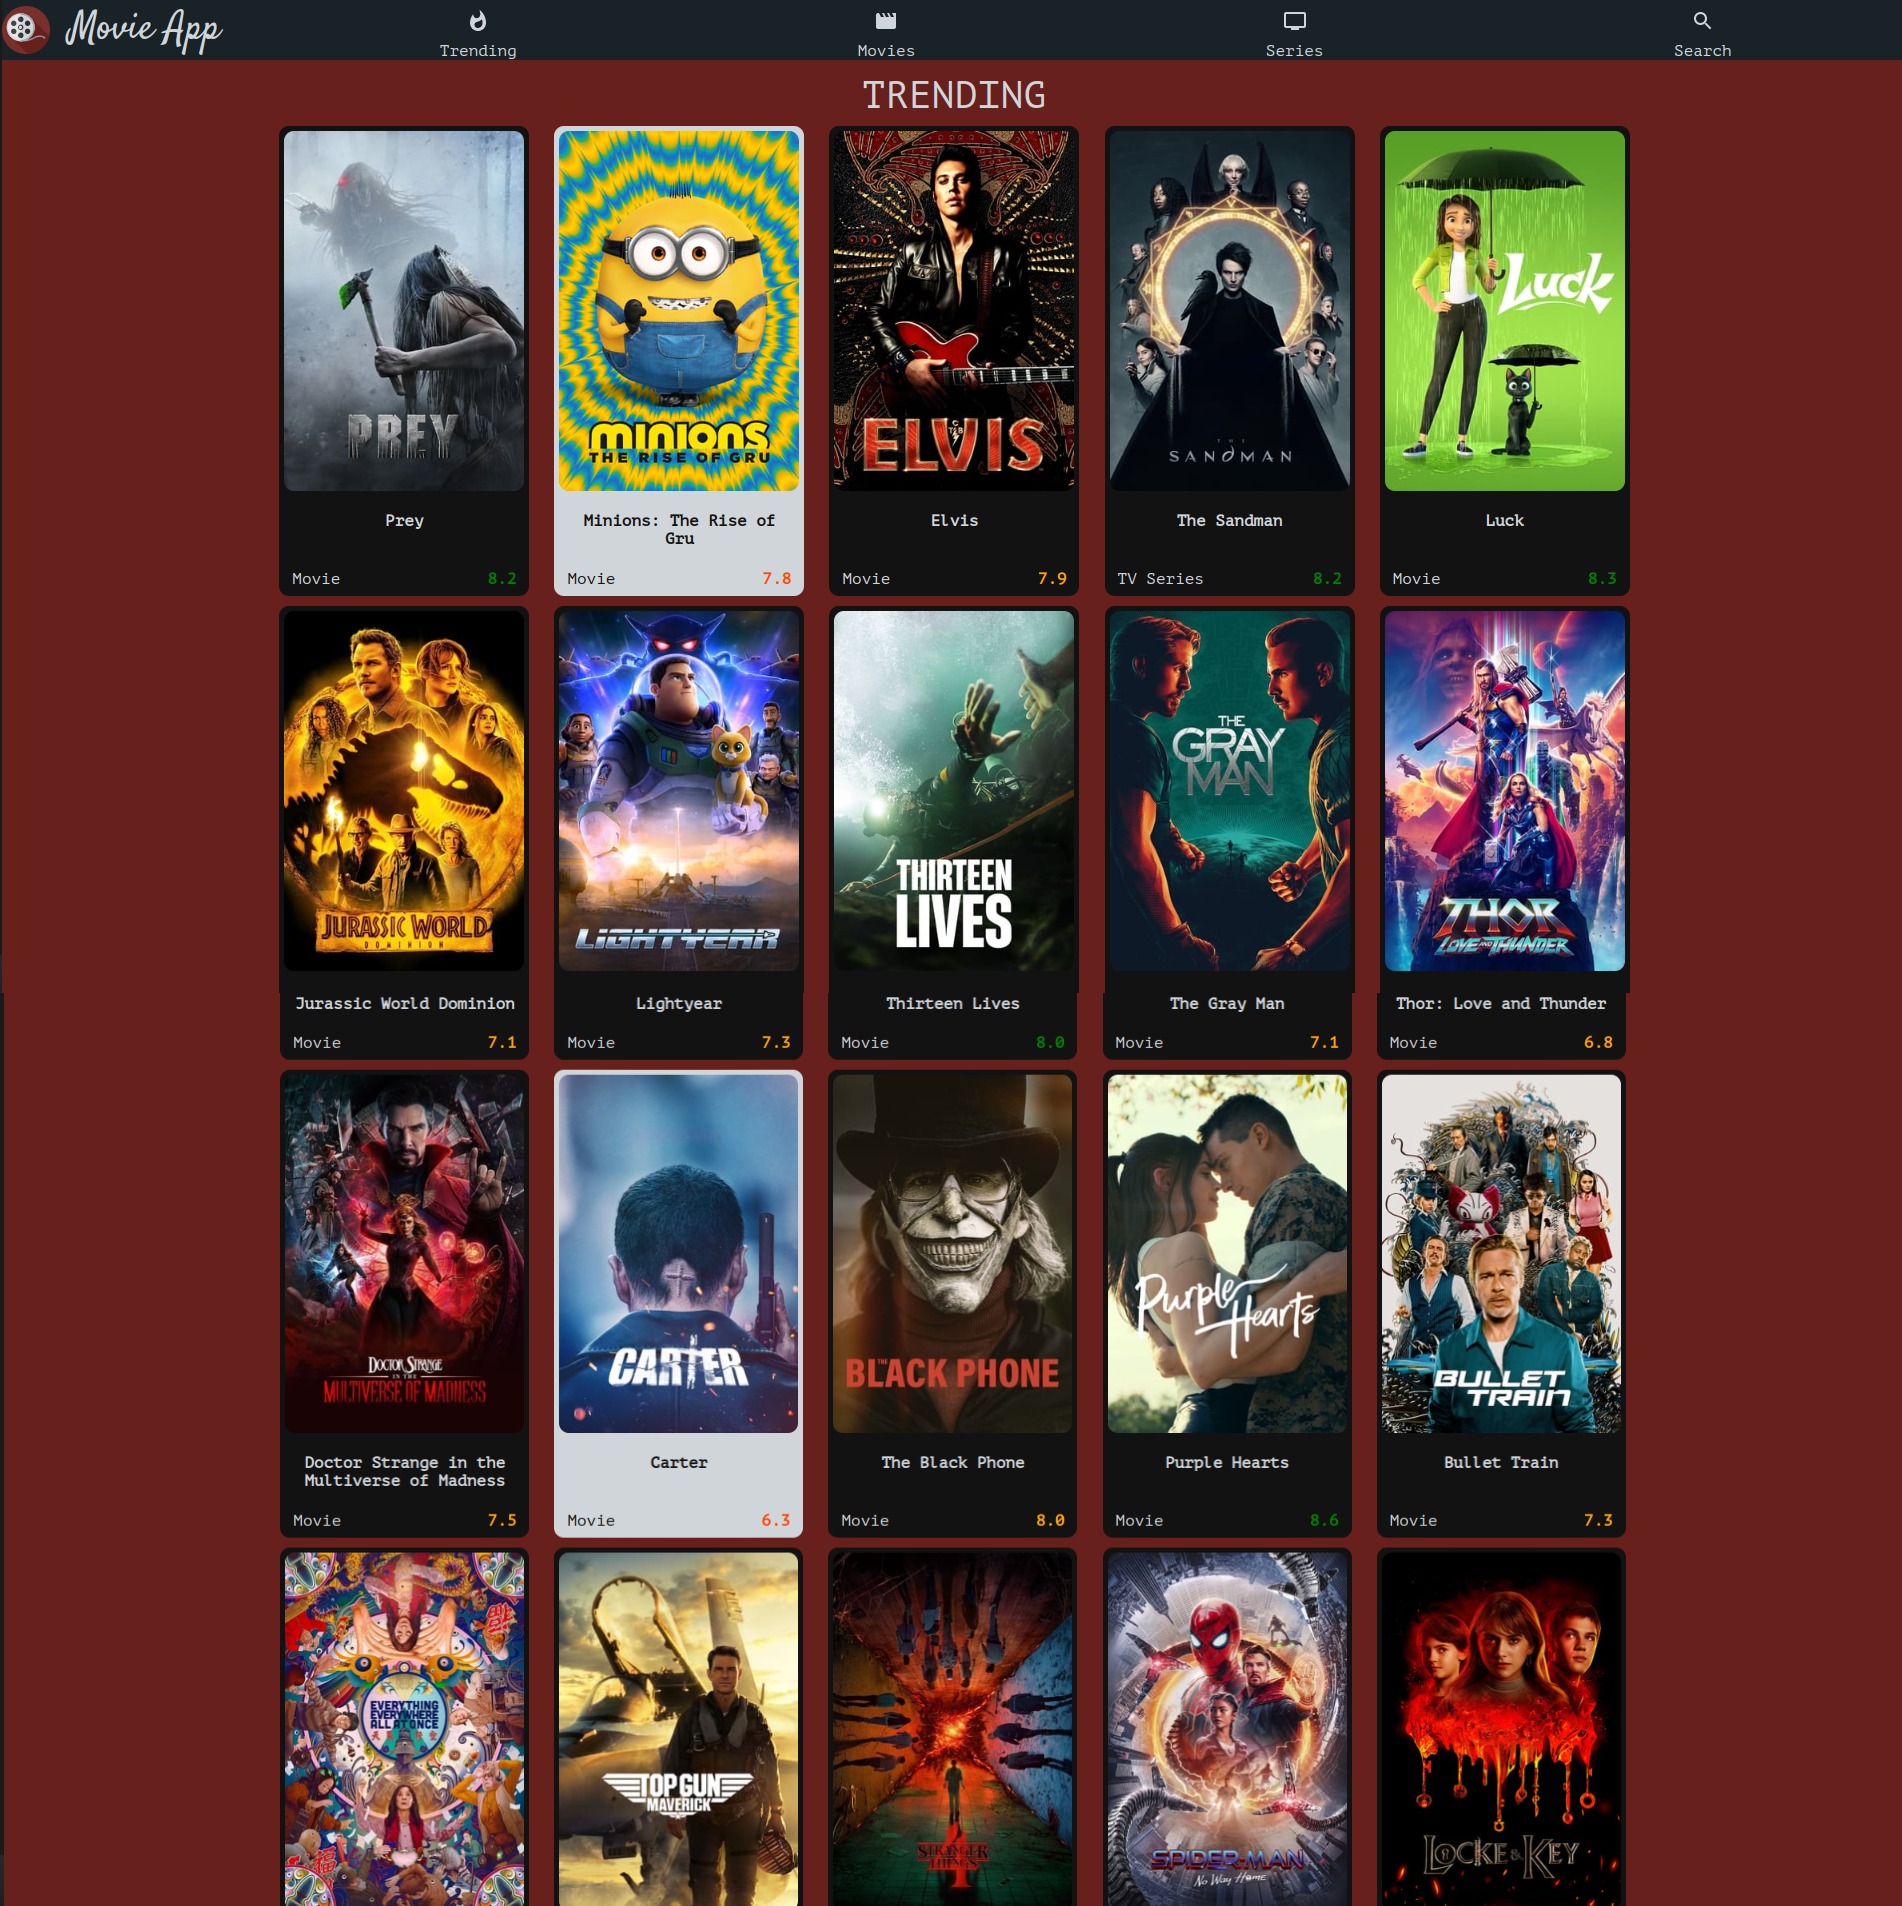 Movie App
Trending
Movies
Series
Search
TRENDING
PREY
MINIONS
THE RISE OF GRU
ELVIS
TCB
THE
SANDMAN
Luck
Prey
Minions: The Rise of
Gru
Elvis
The Sandman
Luck
Movie 8.2
Movie 7.8
Movie 7.9
TV Series 8.2
Movie 8.3
JURASSIC WORLD
DOMINION
LIGHTYEAR
THIRTEEN
LIVES
THE
GRAY
MAN
THOR
LOVE AND THUNDER
Jurassic World Dominion
Lightyear
Thirteen Lives
The Gray Man
Thor: Love and Thunder
Movie 7.1
Movie 7.3
Movie 8.0
Movie 7.1
Movie 6.8
DOCTOR STRANGE
IN THE
MULTIVERSE OF MADNESS
CARTER
THE BLACK PHONE
Purple
Hearts
BULLET
TRAIN
Doctor Strange in the
Multiverse of Madness
Carter
The Black Phone
Purple Hearts
Bullet Train
Movie 7.5
Movie 6.3
Movie 8.0
Movie 8.6
Movie 7.3
EVERYTHING
EVERYWHERE
ALL AT ONCE
福
TOP GUN
MAVERICK
STRANGER
THINGS
4
SPIDER-MAN
No Way Home
LOCKE & KEY